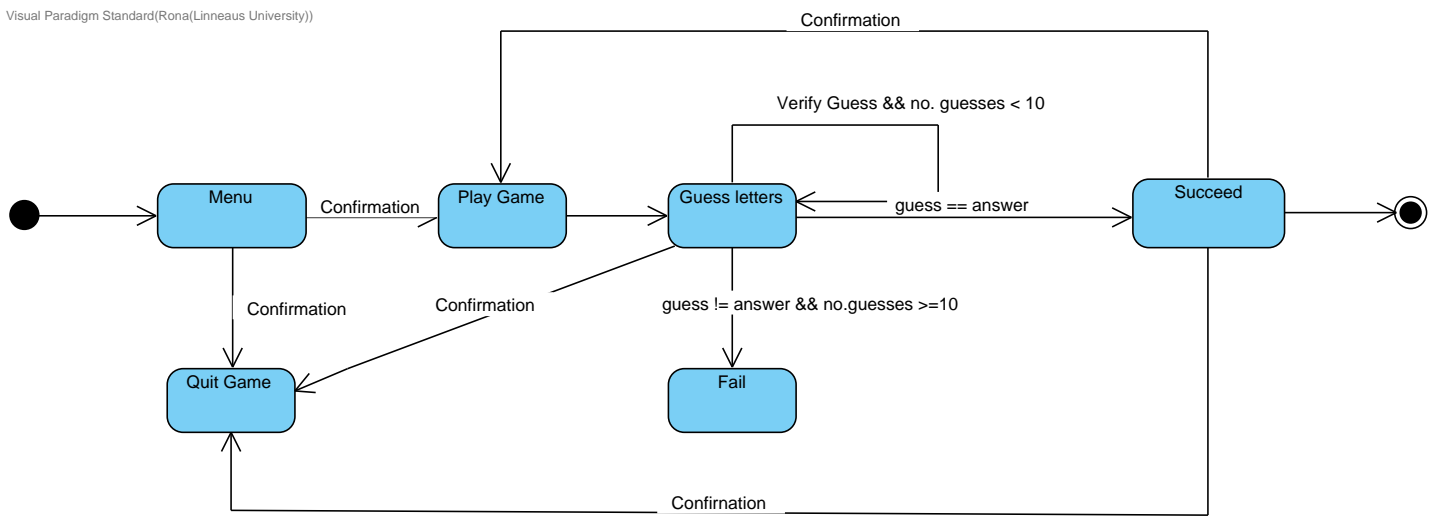 Visual Paradigm Standard(Rona(Linneaus University))
Confirmation
Verify Guess && no. guesses < 10
Menu
Confirmation
Play Game
Guess letters
guess == answer
Succeed
Confirmation
Confirmation
guess != answer && no.guesses >=10
Quit Game
Fail
Confirnation